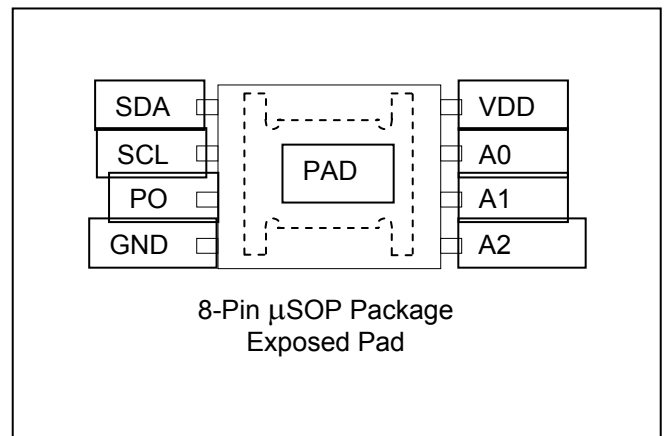 SDA VDD
SCL A0
PAD
PO A1
GND A2
8-Pin μSOP Package
Exposed Pad